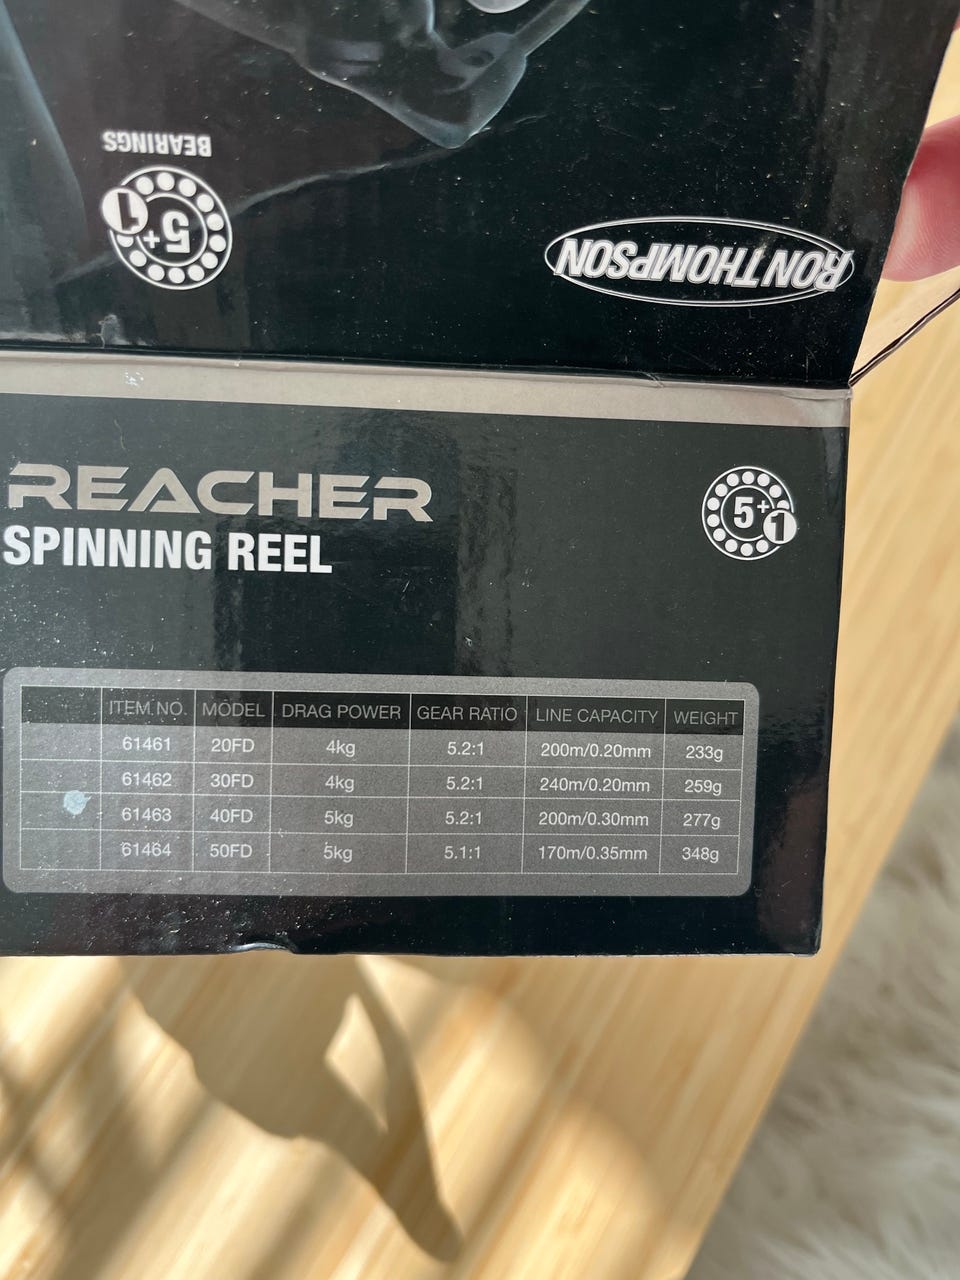 BEARINGS
5+1
RON THOMPSON
REACHER
SPINNING REEL
5+1
ITEM NO. MODEL DRAG POWER GEAR RATIO LINE CAPACITY WEIGHT
61461 20FD 4kg 5.2:1 200m/0.20mm 233g
61462 30FD 4kg 5.2:1 240m/0.20mm 259g
61463 40FD 5kg 5.2:1 200m/0.30mm 277g
61464 50FD 5kg 5.1:1 170m/0.35mm 348g